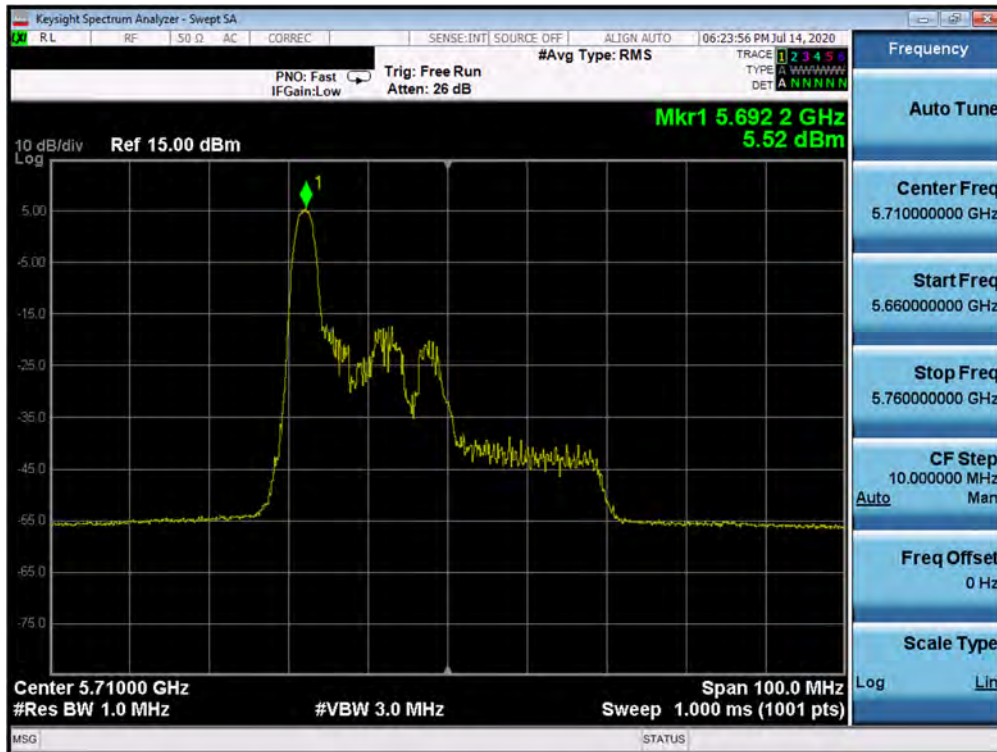 Keysight Spectrum Analyzer - Swept SA
LXI RL RF 50 Ω AC CORREC SENSE:INT SOURCE OFF ALIGN AUTO 06:23:56 PM Jul 14, 2020
#Avg Type: RMS TRACE 1 2 3 4 5 6
PNO: Fast Trig: Free Run TYPE A WWWWW
IFGain:Low Atten: 26 dB DET A N N N N N
Mkr1 5.692 2 GHz
5.52 dBm
10 dB/div Ref 15.00 dBm
Log
1
5.00
-5.00
-15.0
-25.0
-35.0
-45.0
-55.0
-65.0
-75.0
Center 5.71000 GHz Span 100.0 MHz
#Res BW 1.0 MHz #VBW 3.0 MHz Sweep 1.000 ms (1001 pts)
MSG STATUS
Frequency
Auto Tune
Center Freq
5.710000000 GHz
Start Freq
5.660000000 GHz
Stop Freq
5.760000000 GHz
CF Step
10.000000 MHz
Auto Man
Freq Offset
0 Hz
Scale Type
Log Lin